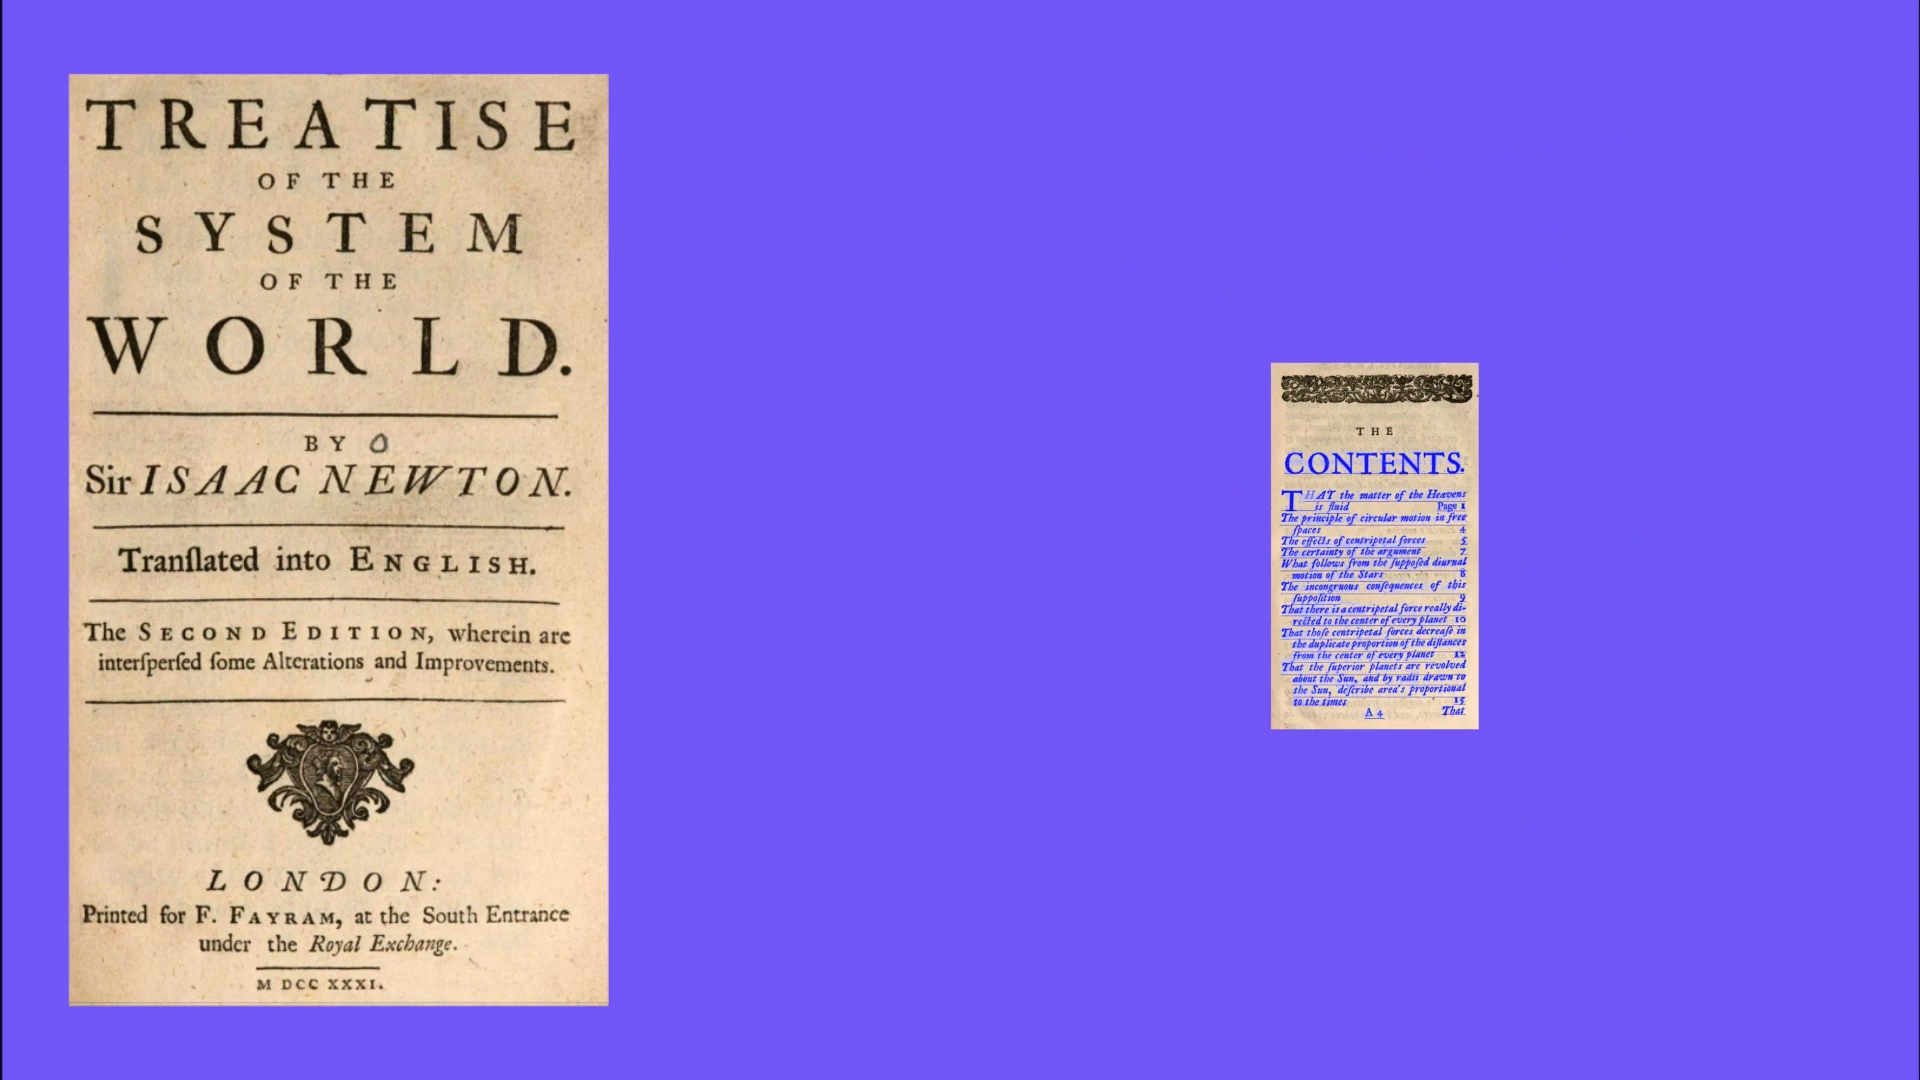 TREATISE
OF THE
SYSTEM
OF THE
WORLD.
BY
Sir ISAAC NEWTON.
Tranſlated into ENGLISH.
The SECOND EDITION, wherein are
interſperſed ſome Alterations and Improvements.
LONDON:
Printed for F. FAYRAM, at the South Entrance
under the Royal Exchange.
M DCC XXXI.
THE
CONTENTS.
THAT the matter of the Heavens
is fluid Page 1
The principle of circular motion in free
ſpaces 4
The effects of centripetal forces 5
The certainty of the argument 7
What follows from the ſuppoſed diurnal
motion of the Stars 8
The incongruous conſequences of this
ſuppoſition 9
That there is a centripetal force really di-
rected to the center of every planet 10
That thoſe centripetal forces decreaſe in
the duplicate proportion of the diſtances
from the center of every planet 12
That the ſuperior planets are revolved
about the Sun, and by radii drawn to
the Sun, deſcribe area's proportional
to the times 15
A 4 That